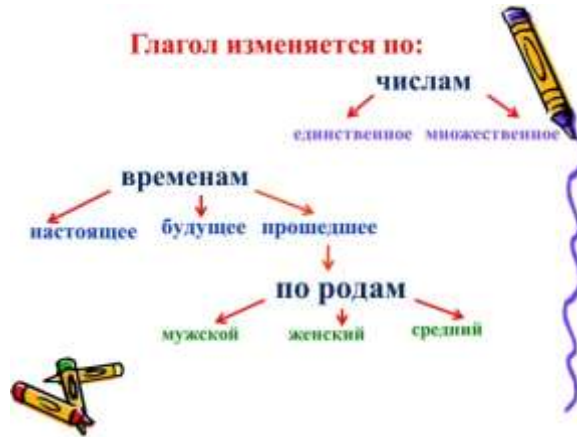 Глагол изменяется по:
числам
единственное множественное
временам
настоящее будущее прошедшее
по родам
мужской женский средний